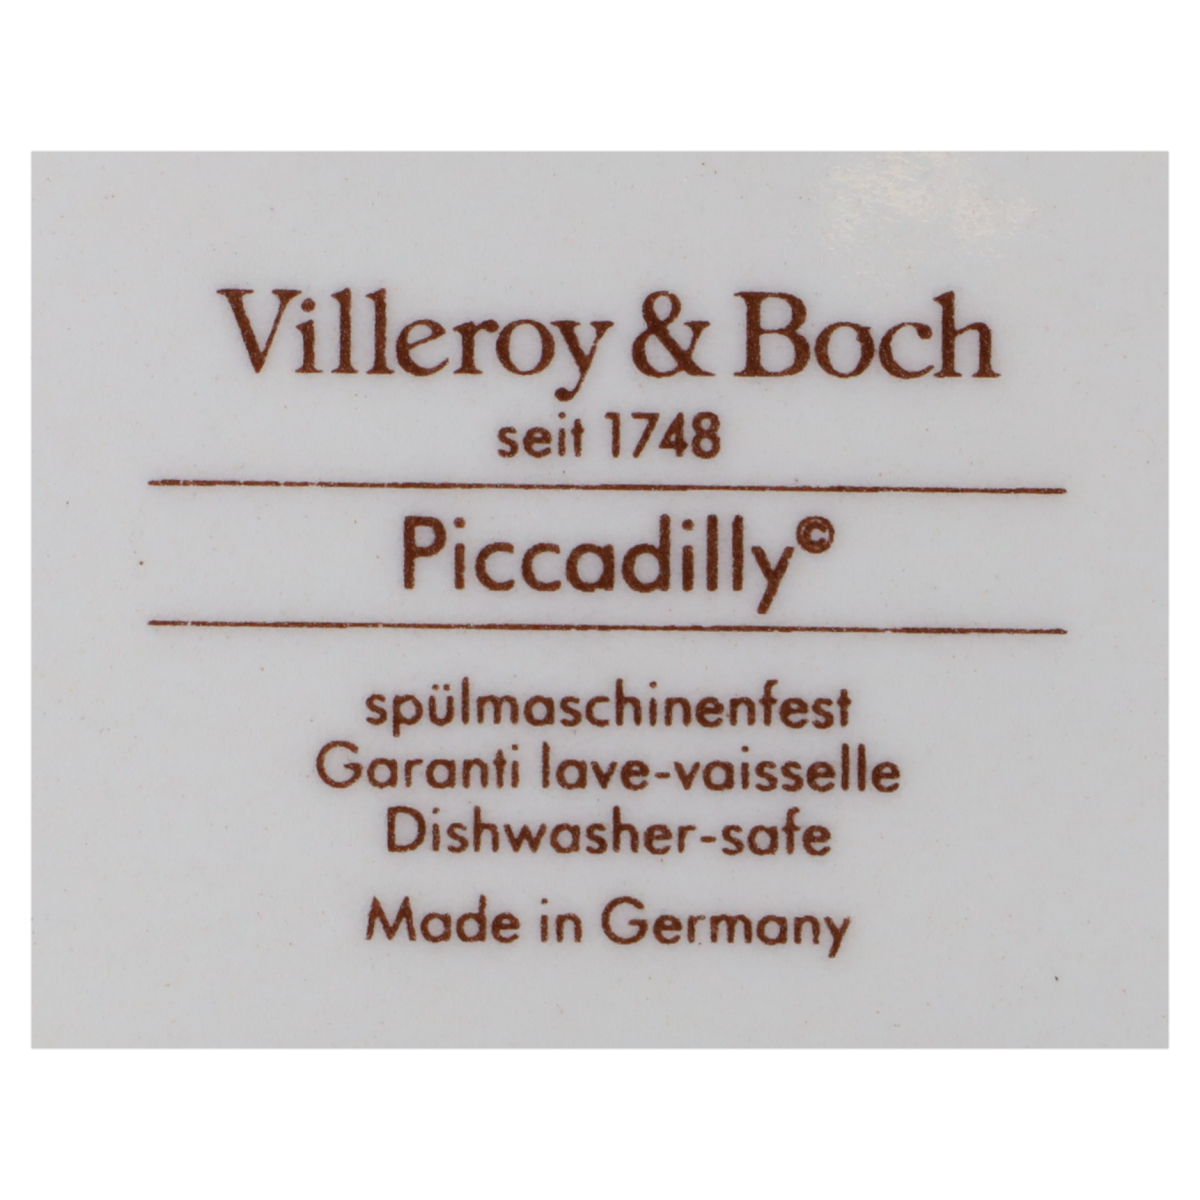 Villeroy & Boch
seit 1748
Piccadilly©
spülmaschinenfest
Garanti lave-vaisselle
Dishwasher-safe
Made in Germany